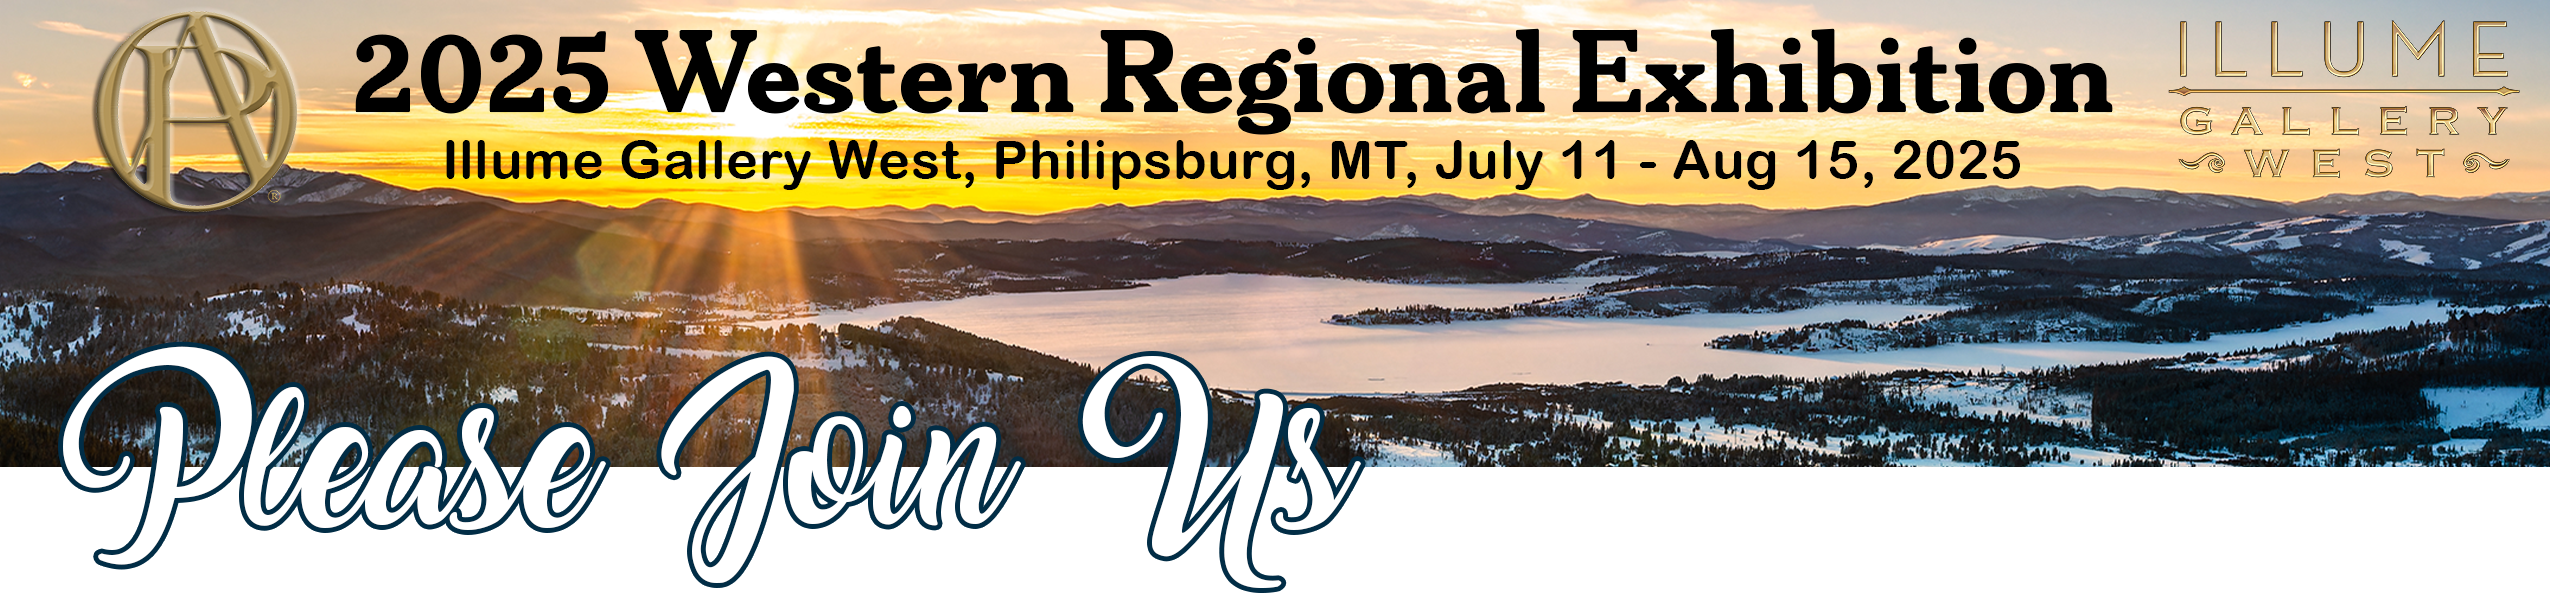 2025 Western Regional Exhibition
Illume Gallery West, Philipsburg, MT, July 11 - Aug 15, 2025
ILLUME
GALLERY
WEST
®
Please Join Us